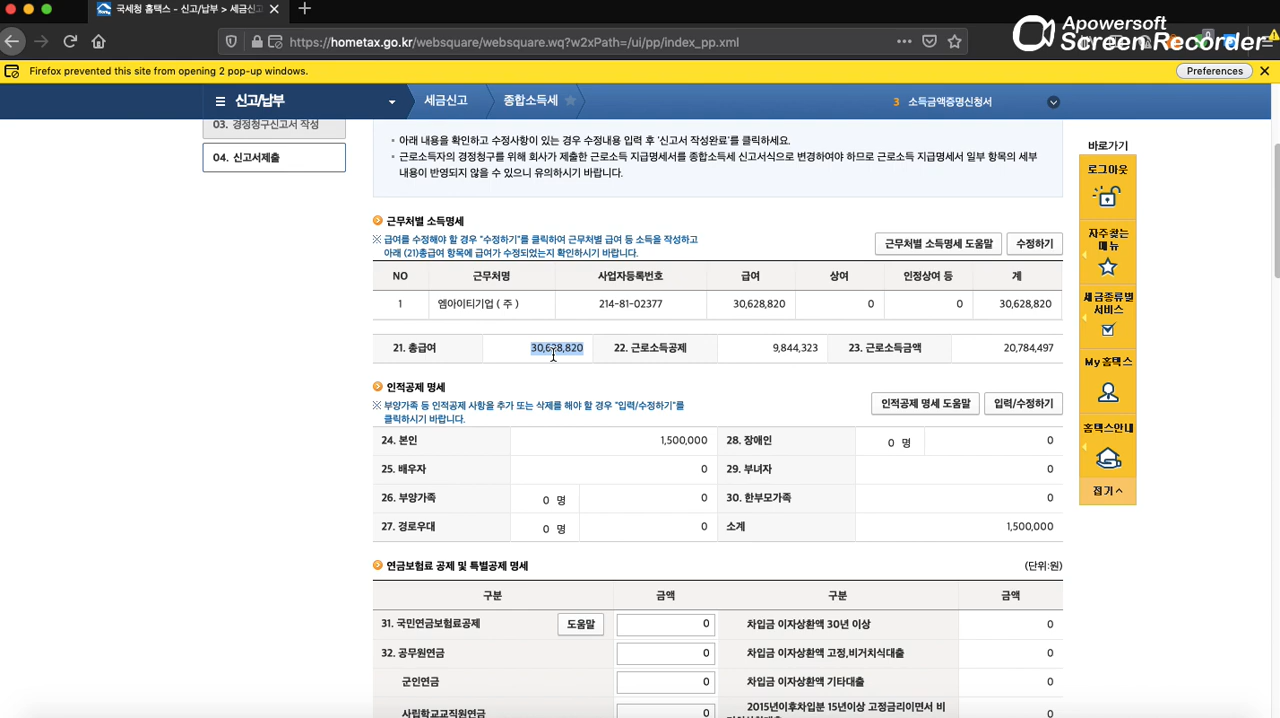 국세청 홈택스 - 신고/납부 > 세금신고
https://hometax.go.kr/websquare/websquare.wq?w2xPath=/ui/pp/index_pp.xml
Apowersoft
Screen Recorder
Firefox prevented this site from opening 2 pop-up windows.
Preferences
신고/납부
세금신고
종합소득세
3 소득금액증명신청서
03. 경정청구신고서 작성
04. 신고서제출
아래 내용을 확인하고 수정사항이 있는 경우 수정내용 입력 후 '신고서 작성완료'를 클릭하세요.
근로소득자의 경정청구를 위해 회사가 제출한 근로소득 지급명세서를 종합소득세 신고서식으로 변경하여야 하므로 근로소득 지급명세서 일부 항목의 세부
내용이 반영되지 않을 수 있으니 유의하시기 바랍니다.
바로가기
로그아웃
자주찾는
메뉴
세금종류별
서비스
My홈택스
홈택스안내
접기 ^
근무처별 소득명세
※ 급여를 수정해야 할 경우 "수정하기"를 클릭하여 근무처별 급여 등 소득을 작성하고
아래 (21)총급여 항목에 급여가 수정되었는지 확인하시기 바랍니다.
근무처별 소득명세 도움말
수정하기
NO 근무처명 사업자등록번호 급여 상여 인정상여 등 계
1 엠아이티기업 ( 주 ) 214-81-02377 30,628,820 0 0 30,628,820
21. 총급여 30,628,820 22. 근로소득공제 9,844,323 23. 근로소득금액 20,784,497
인적공제 명세
※ 부양가족 등 인적공제 사항을 추가 또는 삭제를 해야 할 경우 "입력/수정하기"를
클릭하시기 바랍니다.
인적공제 명세 도움말
입력/수정하기
24. 본인 1,500,000 28. 장애인 0 명 0
25. 배우자 0 29. 부녀자 0
26. 부양가족 0 명 0 30. 한부모가족 0
27. 경로우대 0 명 0 소계 1,500,000
연금보험료 공제 및 특별공제 명세
(단위:원)
구분 금액 구분 금액
31. 국민연금보험료공제 도움말 0 차입금 이자상환액 30년 이상 0
32. 공무원연금 0 차입금 이자상환액 고정,비거치식대출 0
군인연금 0 차입금 이자상환액 기타대출 0
사립학교교직원연금 0 2015년이후차입분 15년이상 고정금리이면서 비 0